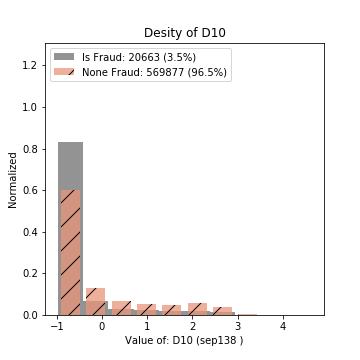 Desity of D10
Is Fraud: 20663 (3.5%)
None Fraud: 569877 (96.5%)
Normalized
1.2
1.0
0.8
0.6
0.4
0.2
0.0
−1 0 1 2 3 4
Value of: D10 (sep138 )